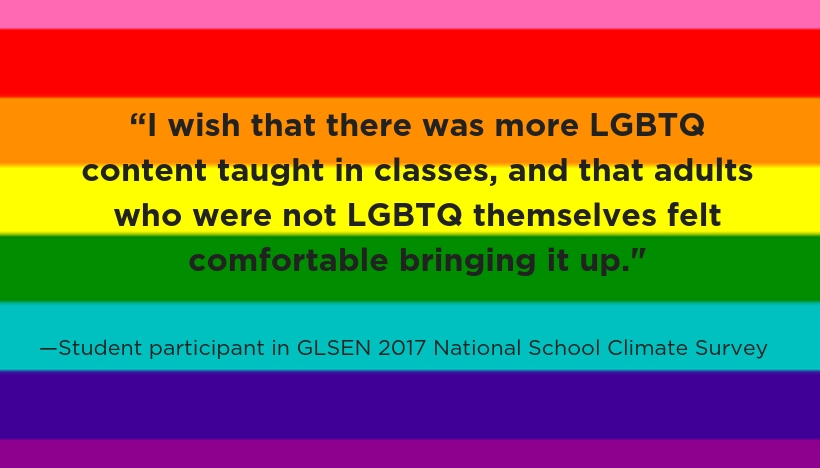 “I wish that there was more LGBTQ
content taught in classes, and that adults
who were not LGBTQ themselves felt
comfortable bringing it up."
—Student participant in GLSEN 2017 National School Climate Survey